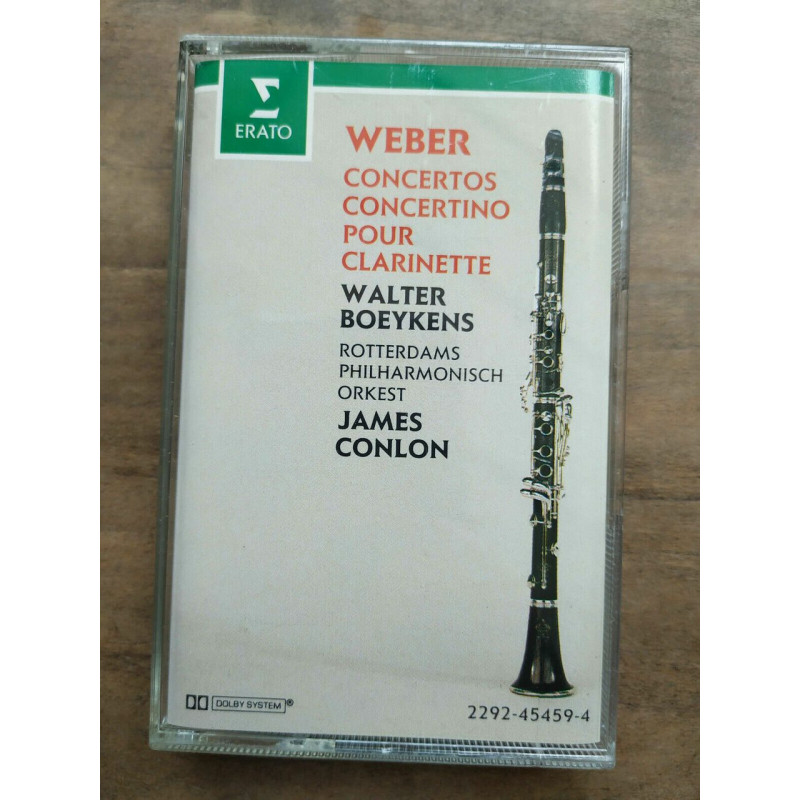 Σ
ERATO
WEBER
CONCERTOS
CONCERTINO
POUR
CLARINETTE
WALTER
BOEYKENS
ROTTERDAMS
PHILHARMONISCH
ORKEST
JAMES
CONLON
DOLBY SYSTEM®
2292-45459-4